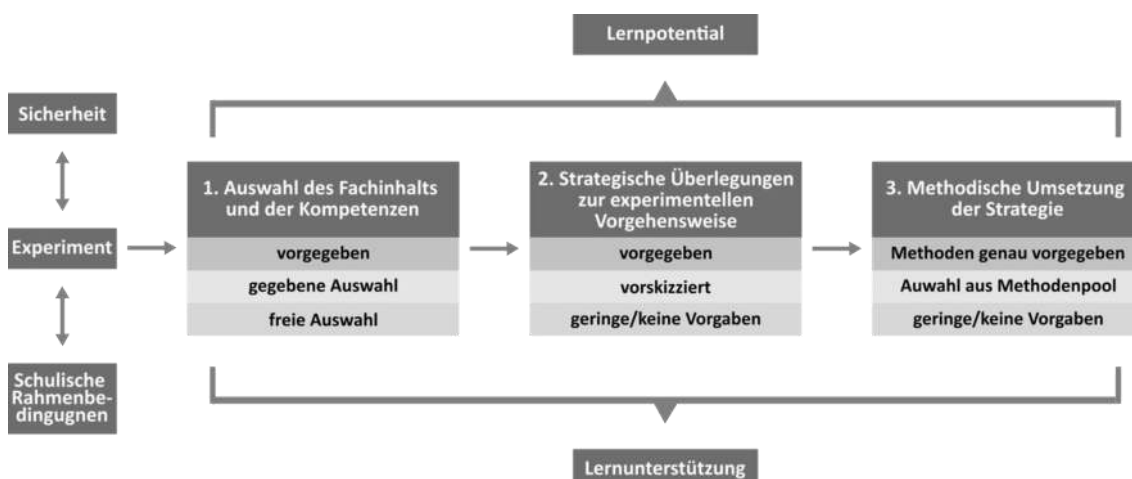 Lernpotential
Sicherheit
Experiment
Schulische
Rahmenbe-
dingugnen
1. Auswahl des Fachinhalts
und der Kompetenzen
vorgegeben
gegebene Auswahl
freie Auswahl
2. Strategische Überlegungen
zur experimentellen
Vorgehensweise
vorgegeben
vorskizziert
geringe/keine Vorgaben
3. Methodische Umsetzung
der Strategie
Methoden genau vorgegeben
Auwahl aus Methodenpool
geringe/keine Vorgaben
Lernunterstützung